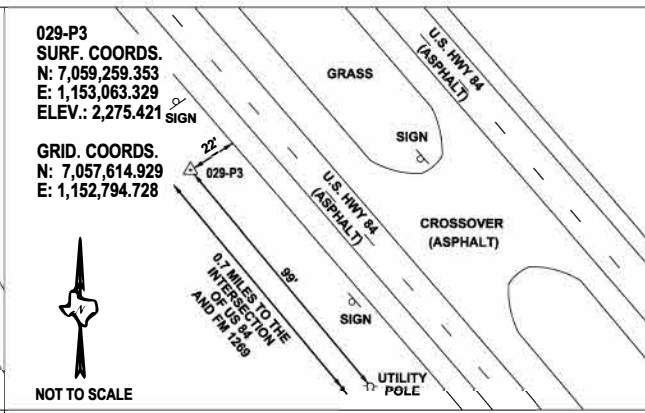 029-P3
SURF. COORDS.
N: 7,059,259.353
E: 1,153,063.329
ELEV.: 2,275.421
SIGN
GRID. COORDS.
N: 7,057,614.929
E: 1,152,794.728
22'
029-P3
GRASS
U.S. HWY 84
(ASPHALT)
SIGN
U.S. HWY 84
(ASPHALT)
CROSSOVER
(ASPHALT)
99'
0.7 MILES TO THE
INTERSECTION
OF US 84
AND FM 1269
SIGN
UTILITY
POLE
N
NOT TO SCALE